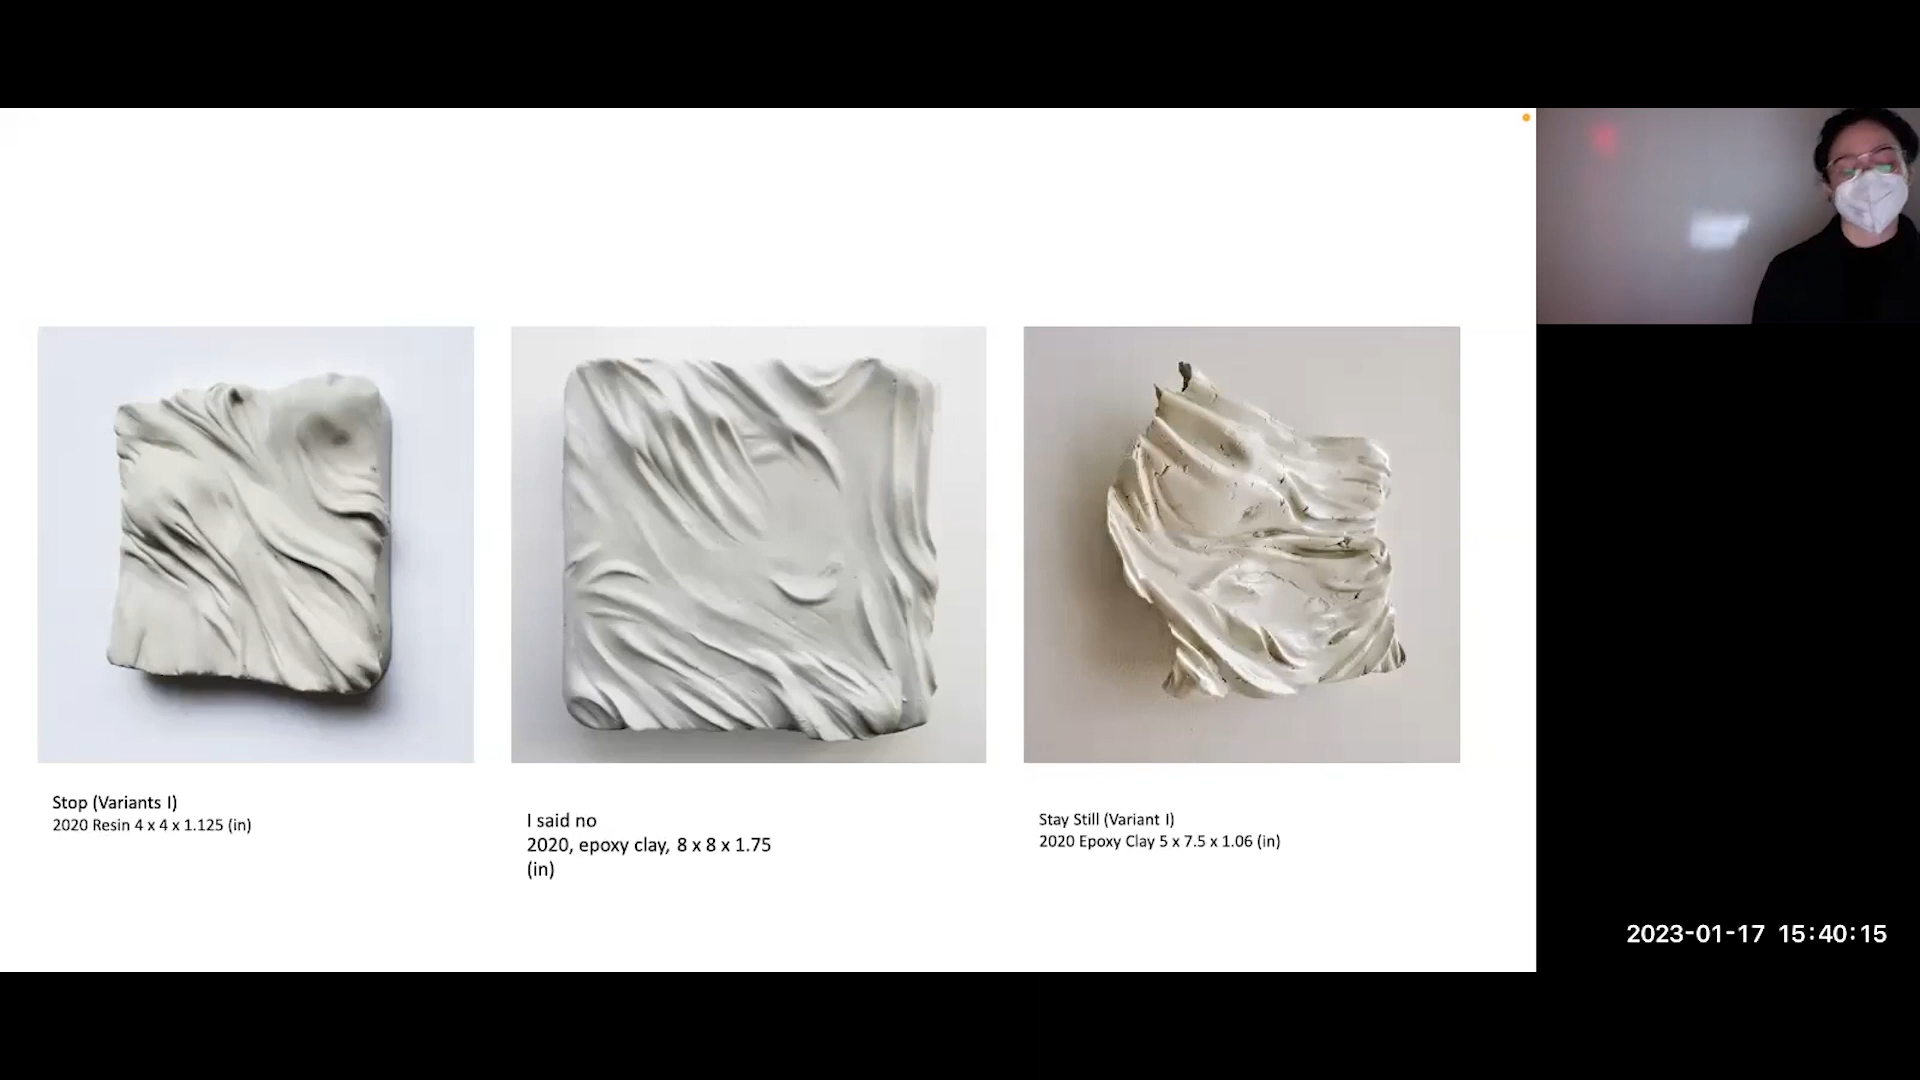 Stop (Variants I)
2020 Resin 4 x 4 x 1.125 (in)
I said no
2020, epoxy clay, 8 x 8 x 1.75
(in)
Stay Still (Variant I)
2020 Epoxy Clay 5 x 7.5 x 1.06 (in)
2023-01-17 15:40:15